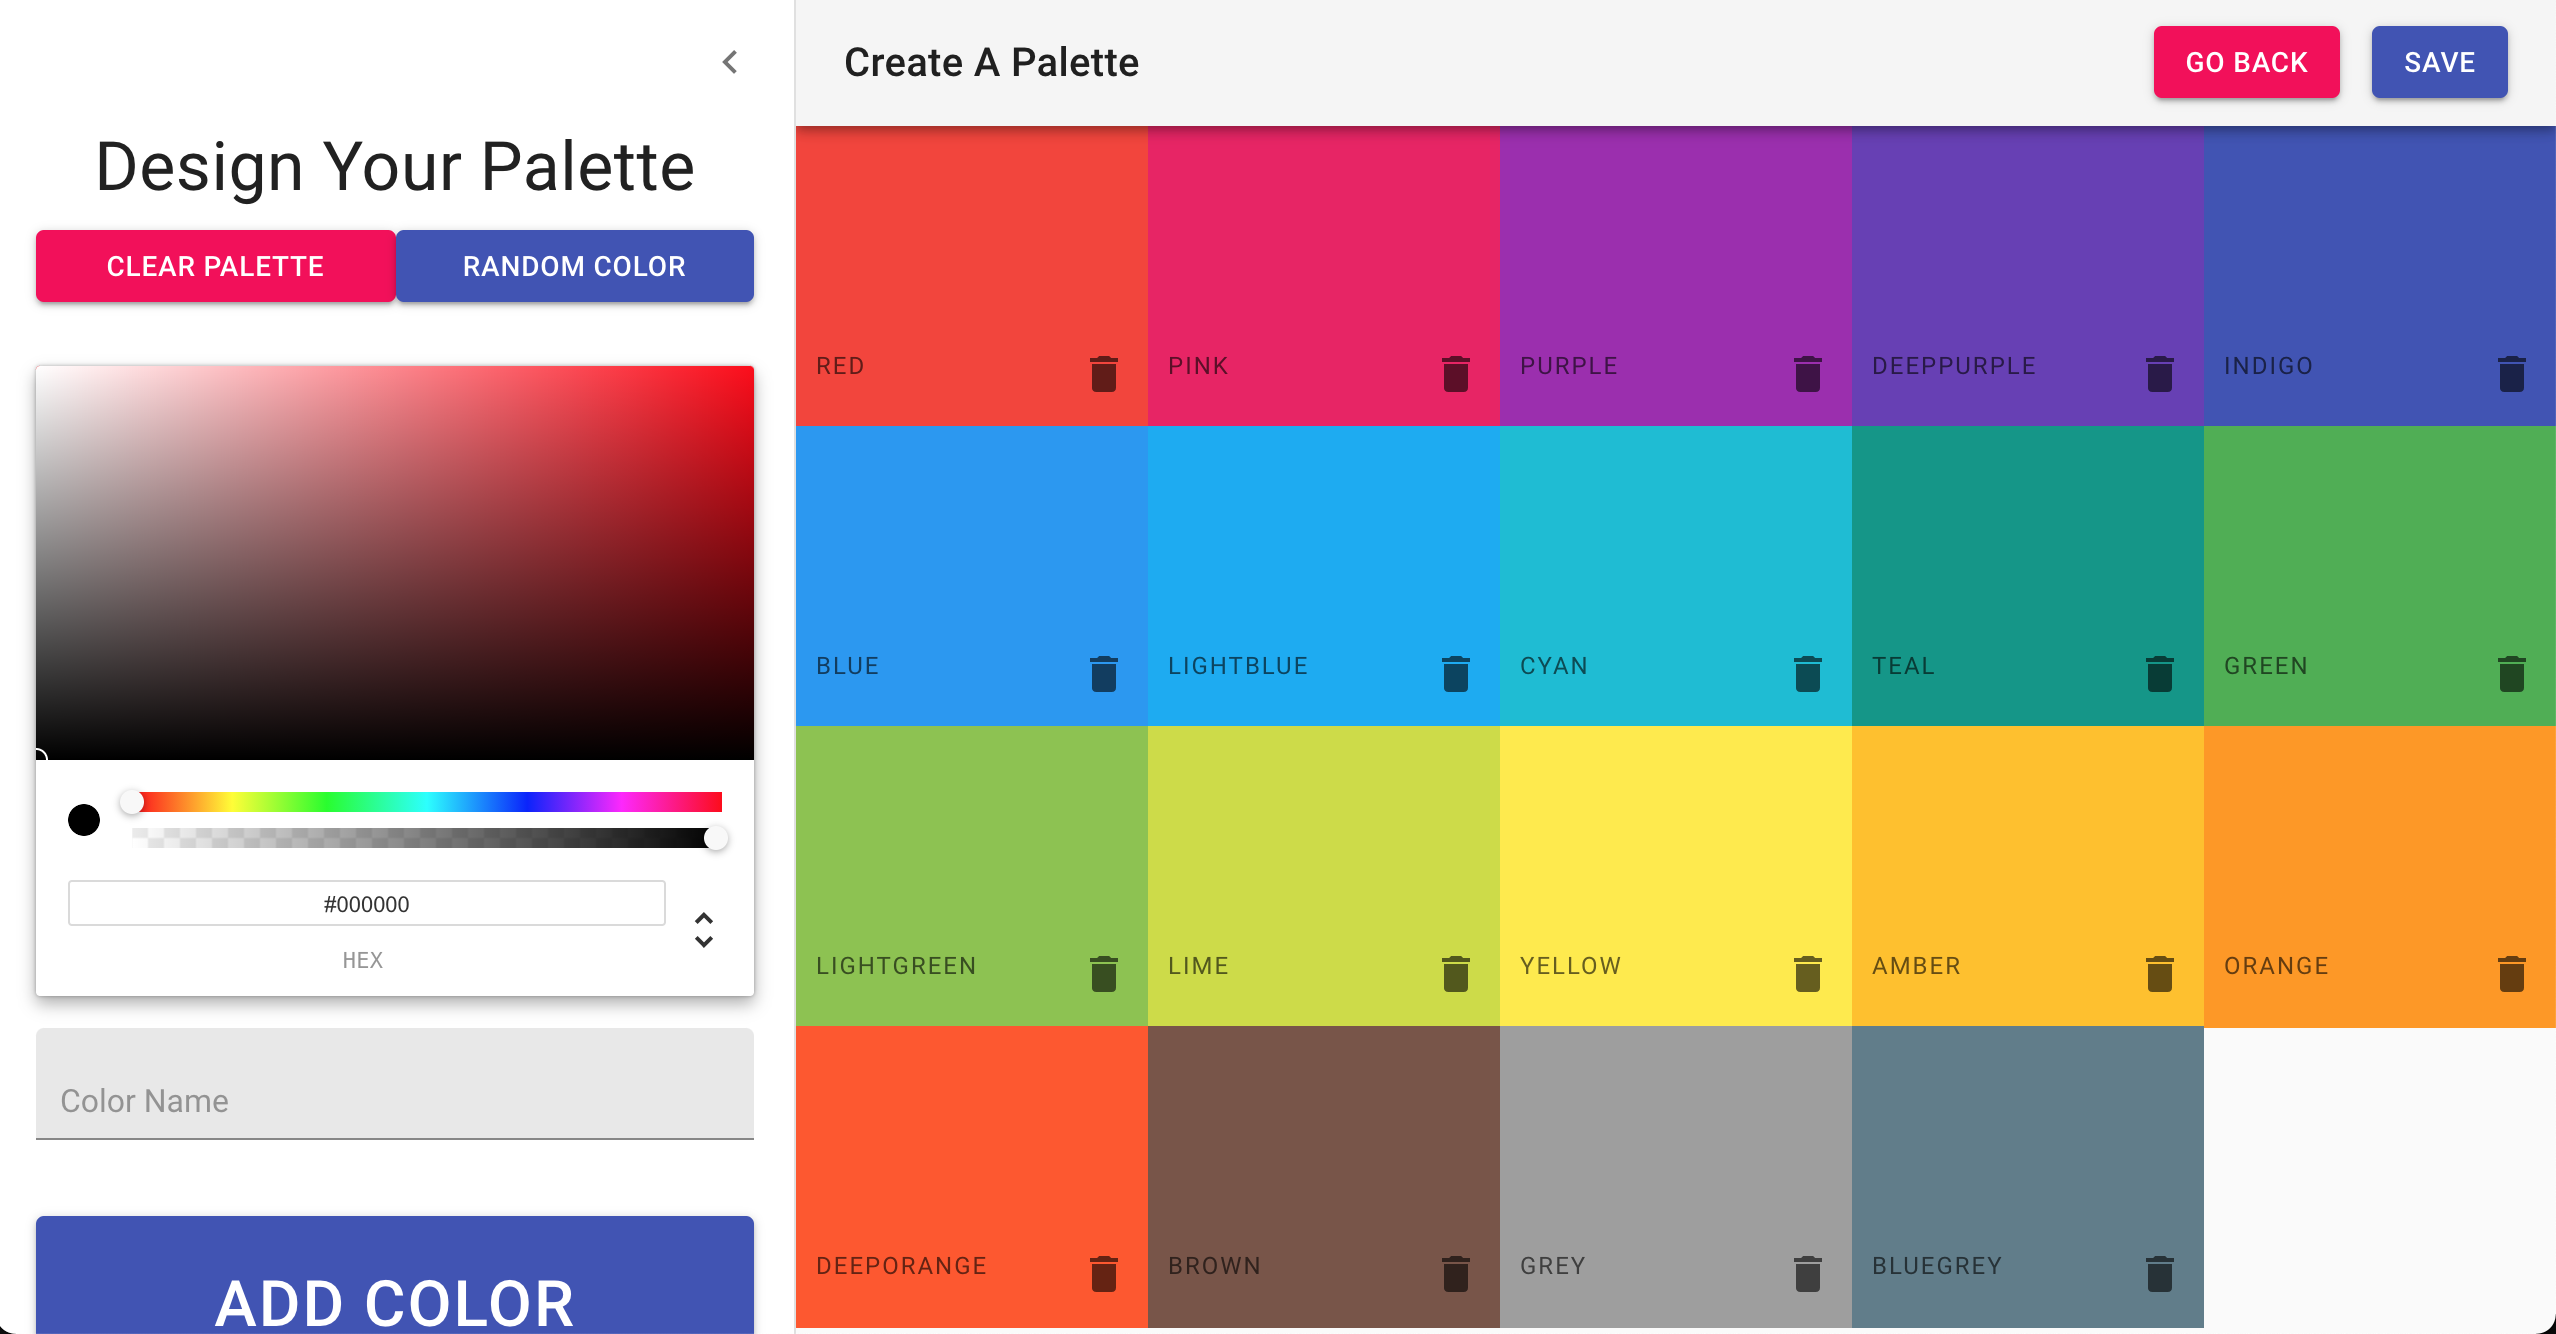 Design Your Palette
CLEAR PALETTE
RANDOM COLOR
#000000
HEX
Color Name
ADD COLOR
Create A Palette
GO BACK
SAVE
RED
PINK
PURPLE
DEEPPURPLE
INDIGO
BLUE
LIGHTBLUE
CYAN
TEAL
GREEN
LIGHTGREEN
LIME
YELLOW
AMBER
ORANGE
DEEPORANGE
BROWN
GREY
BLUEGREY